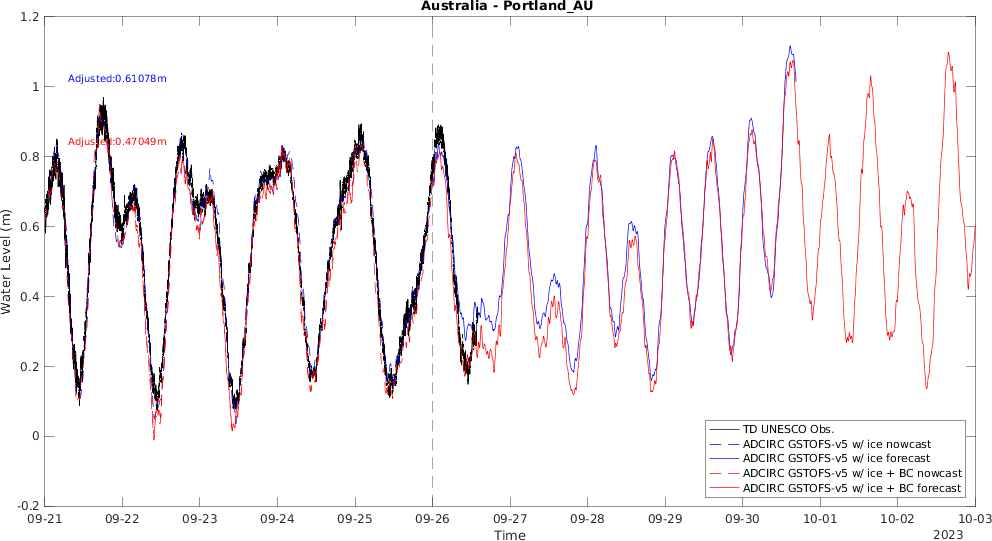 Australia - Portland_AU
1.2
1
0.8
0.6
0.4
0.2
0
-0.2
Water Level (m)
Adjusted:0.61078m
Adjusted:0.47049m
TD UNESCO Obs.
ADCIRC GSTOFS-v5 w/ ice nowcast
ADCIRC GSTOFS-v5 w/ ice forecast
ADCIRC GSTOFS-v5 w/ ice + BC nowcast
ADCIRC GSTOFS-v5 w/ ice + BC forecast
09-21 09-22 09-23 09-24 09-25 09-26 09-27 09-28 09-29 09-30 10-01 10-02 10-03
Time
2023